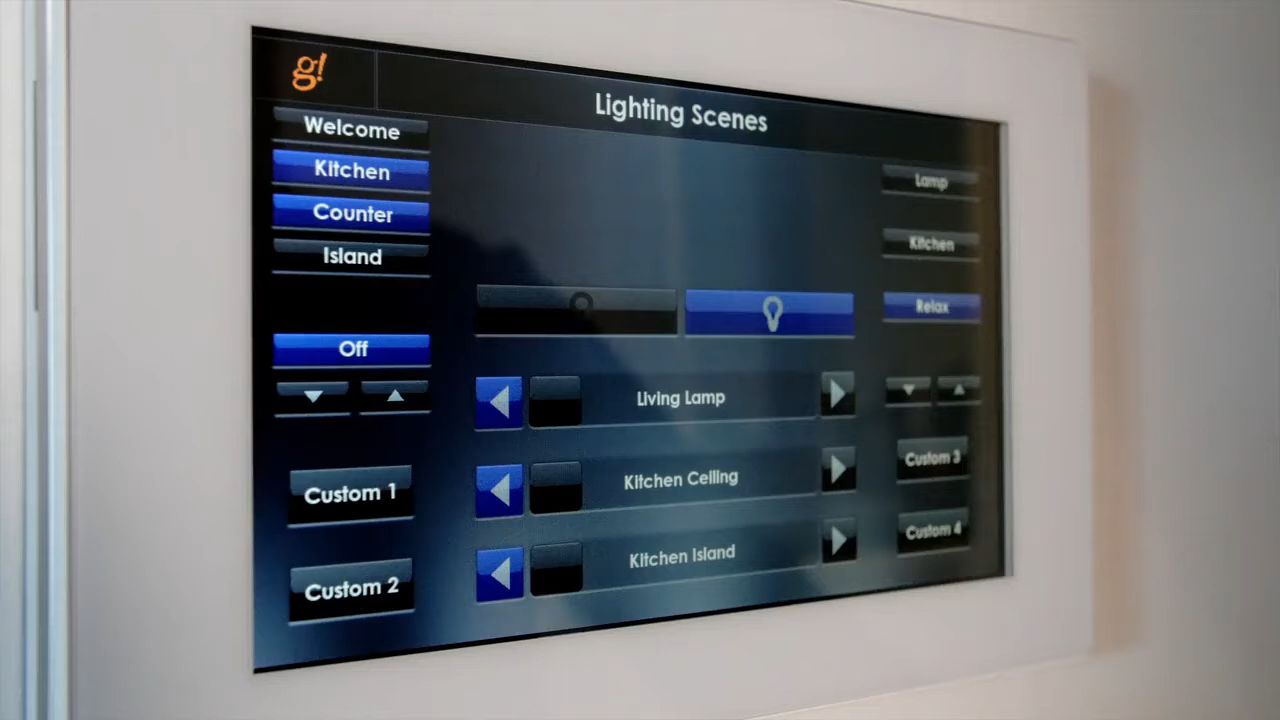 g!
Lighting Scenes
Welcome
Kitchen
Counter
Island
Off
Custom 1
Custom 2
Living Lamp
Kitchen Ceiling
Kitchen Island
Lamp
Kitchen
Relax
Custom 3
Custom 4